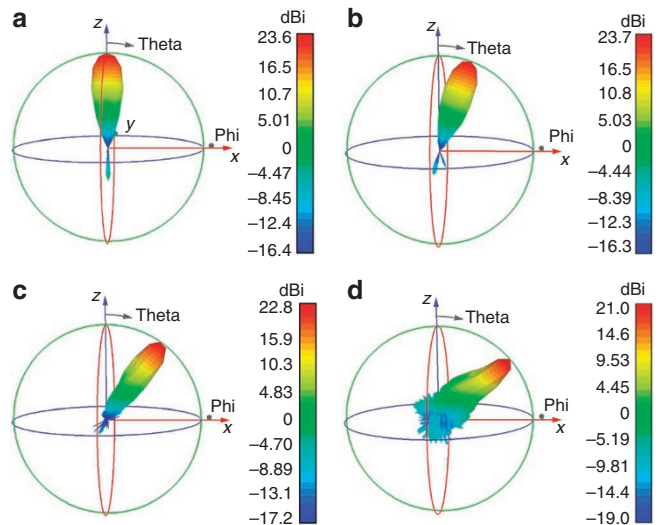 a
z
Theta
y
Phi
x
dBi
23.6
16.5
10.7
5.01
0
−4.47
−8.45
−12.4
−16.4
b
z
Theta
Phi
x
dBi
23.7
16.5
10.8
5.03
0
−4.44
−8.39
−12.3
−16.3
c
z
Theta
Phi
x
dBi
22.8
15.9
10.3
4.83
0
−4.70
−8.89
−13.1
−17.2
d
z
Theta
Phi
x
dBi
21.0
14.6
9.53
4.45
0
−5.19
−9.81
−14.4
−19.0